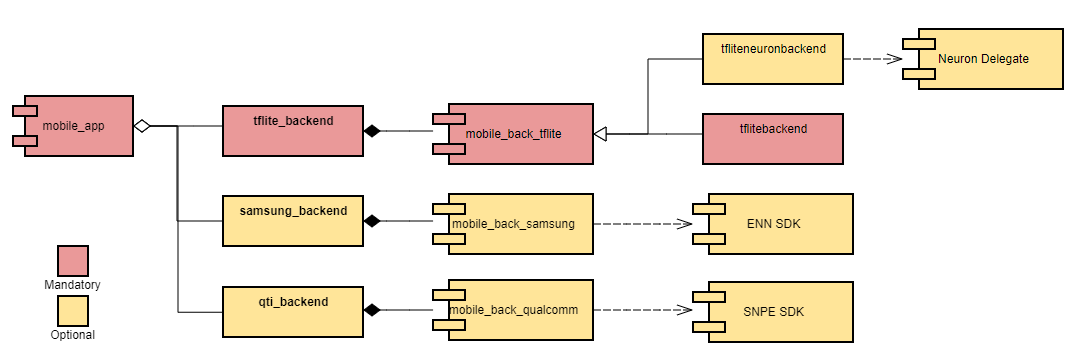 tfliteneuronbackend
Neuron Delegate
mobile_app
tflite_backend
mobile_back_tflite
tflitebackend
samsung_backend
mobile_back_samsung
ENN SDK
Mandatory
qti_backend
mobile_back_qualcomm
SNPE SDK
Optional